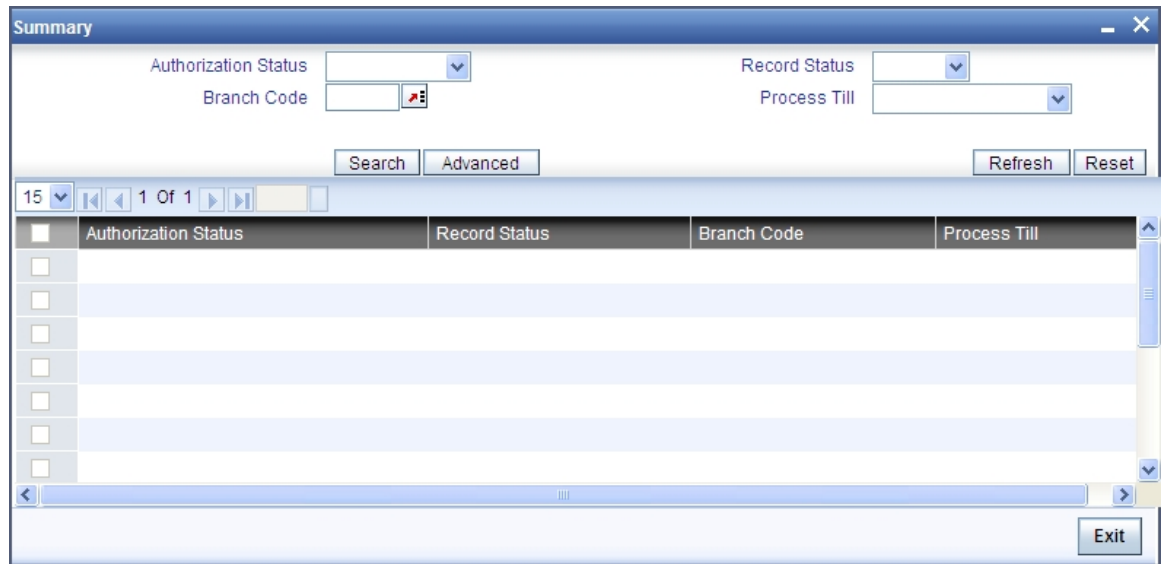 Summary
Authorization Status Record Status
Branch Code Process Till
Search Advanced Refresh Reset
15 1 Of 1
Authorization Status Record Status Branch Code Process Till
Exit